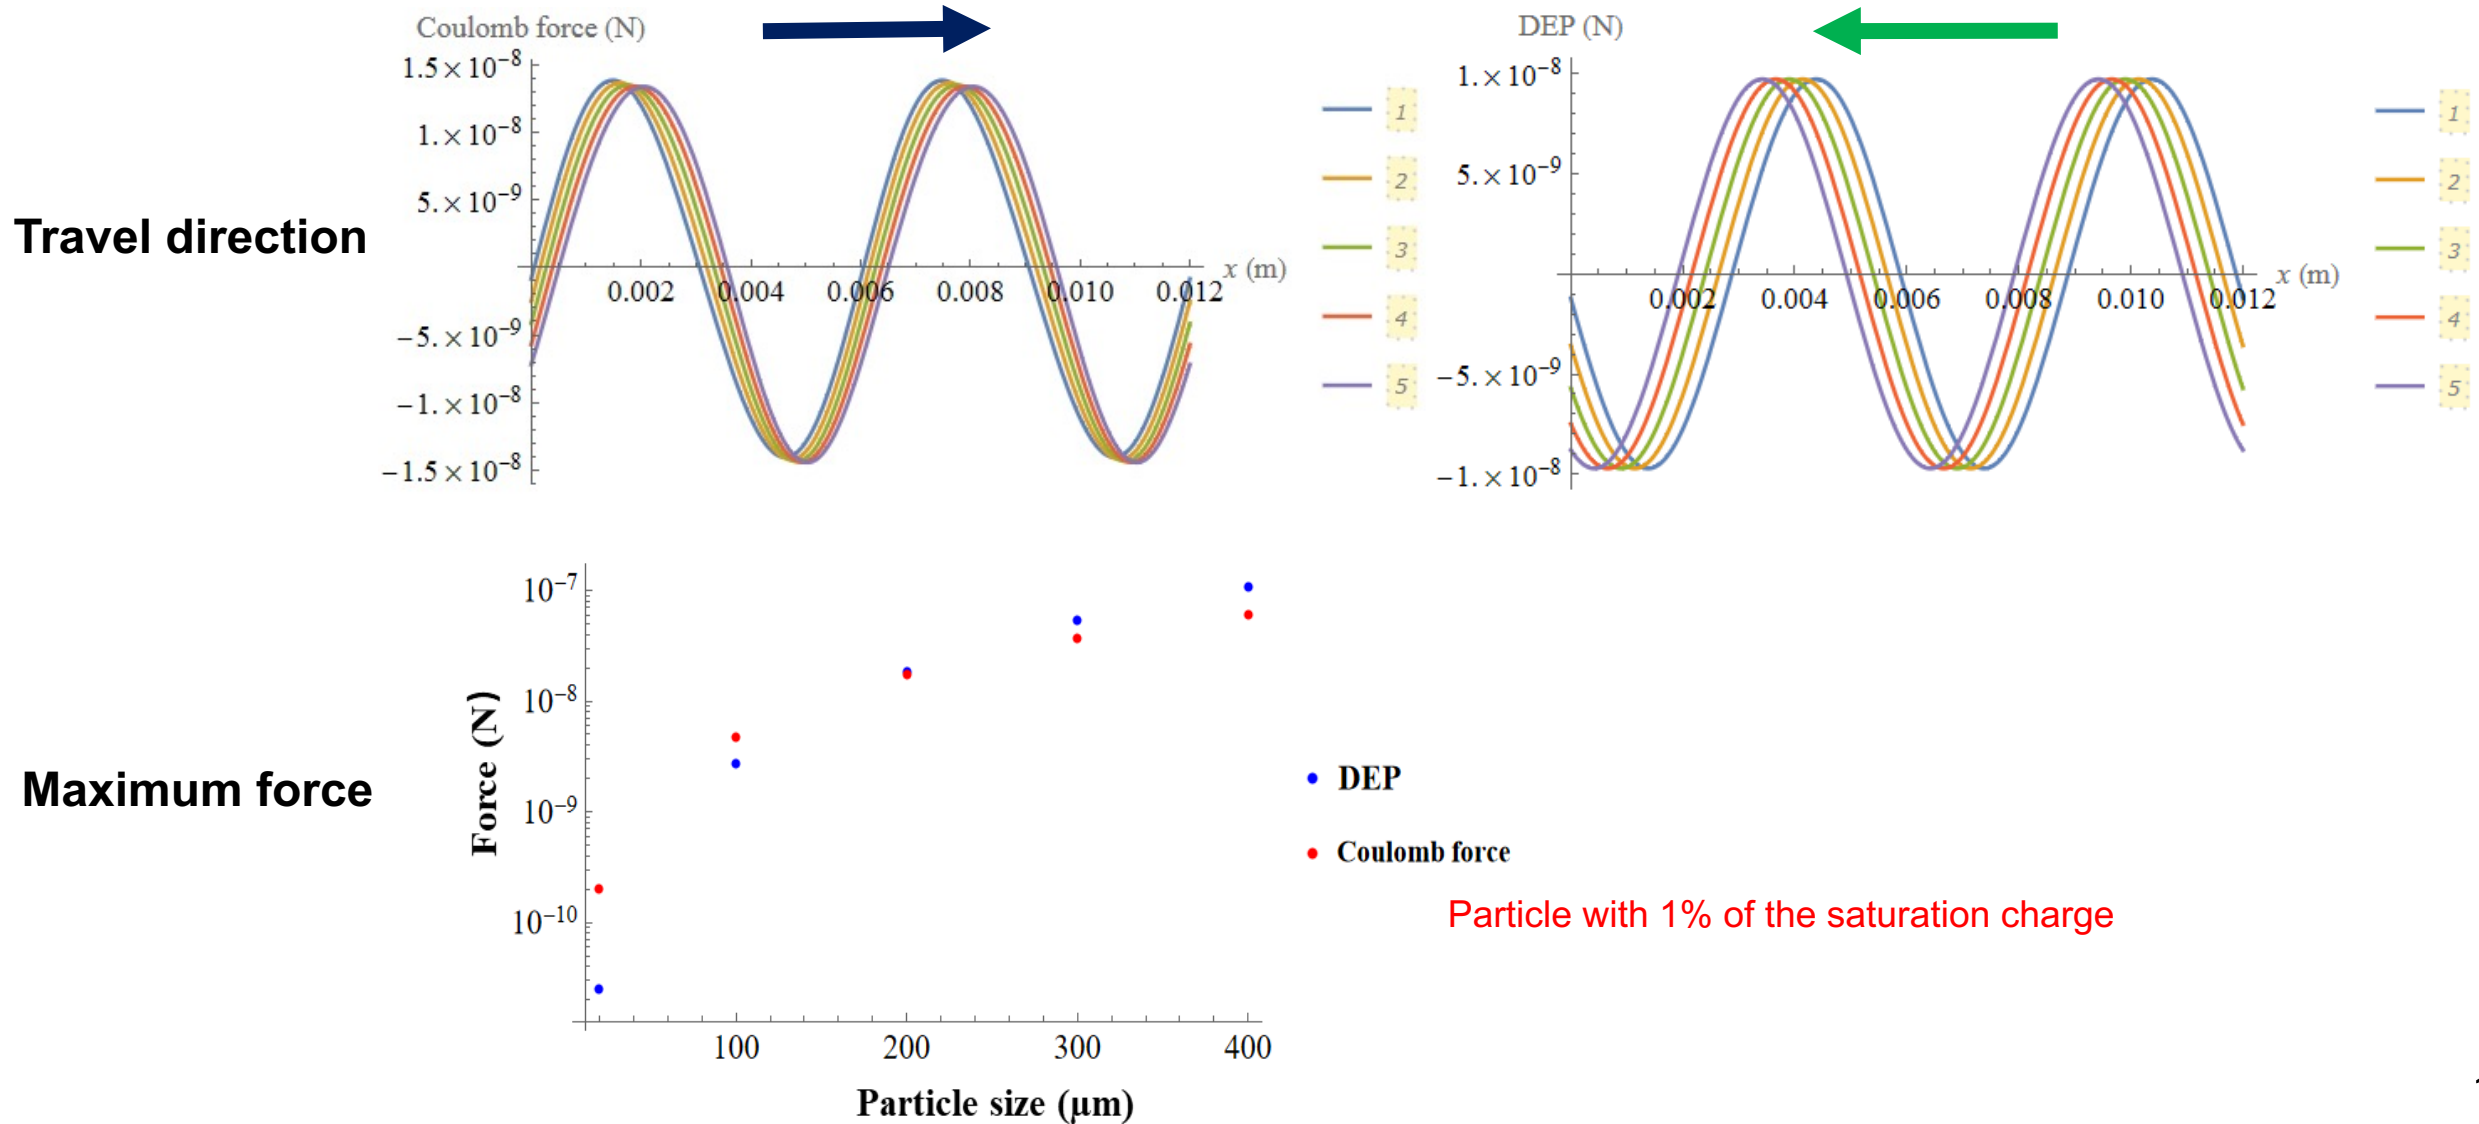 Coulomb force (N)
1.5×10⁻⁸
1.×10⁻⁸
5.×10⁻⁹
−5.×10⁻⁹
−1.×10⁻⁸
−1.5×10⁻⁸
0.002 0.004 0.006 0.008 0.010 0.012
x (m)
1
2
3
4
5
DEP (N)
1.×10⁻⁸
5.×10⁻⁹
−5.×10⁻⁹
−1.×10⁻⁸
0.002 0.004 0.006 0.008 0.010 0.012
x (m)
1
2
3
4
5
Travel direction
Maximum force
Force (N)
10⁻⁷
10⁻⁸
10⁻⁹
10⁻¹⁰
100 200 300 400
Particle size (μm)
DEP
Coulomb force
Particle with 1% of the saturation charge